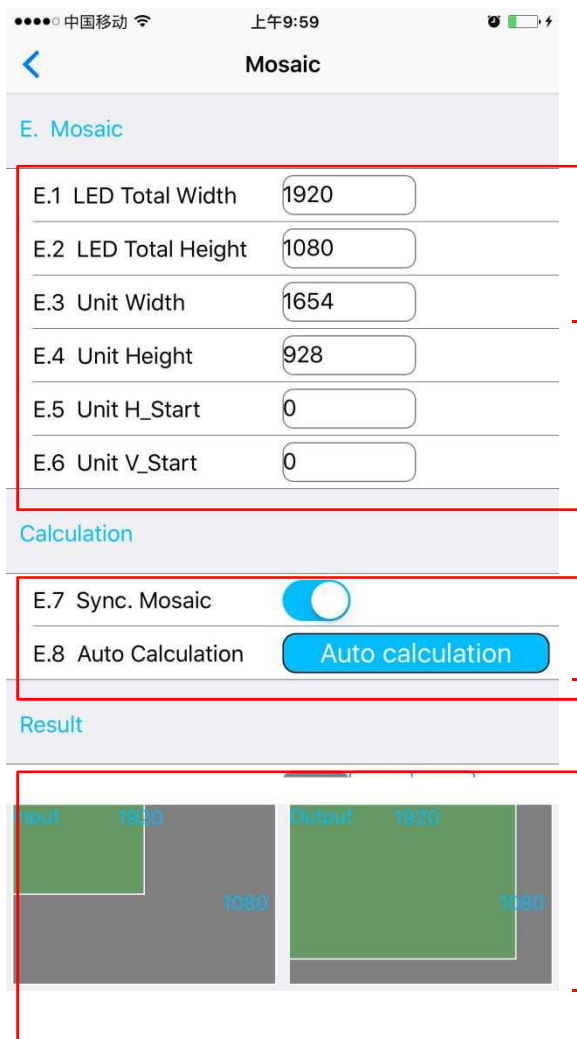 中国移动 上午9:59
Mosaic
E. Mosaic
E.1 LED Total Width 1920
E.2 LED Total Height 1080
E.3 Unit Width 1654
E.4 Unit Height 928
E.5 Unit H_Start 0
E.6 Unit V_Start 0
Calculation
E.7 Sync. Mosaic
E.8 Auto Calculation Auto calculation
Result
Input 1920 Output 1920
1080 1080